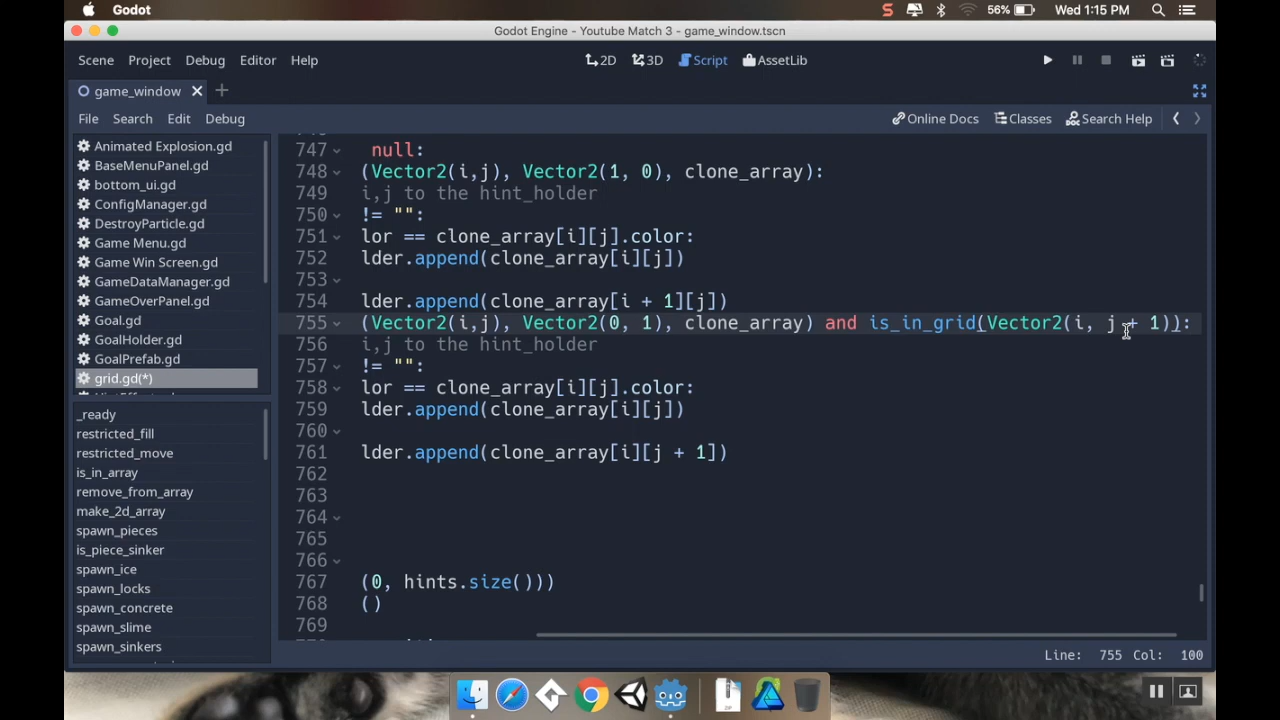 Godot
S
56%
Wed 1:15 PM
Godot Engine - Youtube Match 3 - game_window.tscn
Scene Project Debug Editor Help
2D 3D Script AssetLib
game_window
File Search Edit Debug
Online Docs Classes Search Help
Animated Explosion.gd
BaseMenuPanel.gd
bottom_ui.gd
ConfigManager.gd
DestroyParticle.gd
Game Menu.gd
Game Win Screen.gd
GameDataManager.gd
GameOverPanel.gd
Goal.gd
GoalHolder.gd
GoalPrefab.gd
grid.gd(*)
_ready
restricted_fill
restricted_move
is_in_array
remove_from_array
make_2d_array
spawn_pieces
is_piece_sinker
spawn_ice
spawn_locks
spawn_concrete
spawn_slime
spawn_sinkers
747 null:
748 (Vector2(i,j), Vector2(1, 0), clone_array):
749 i,j to the hint_holder
750 != "":
751 lor == clone_array[i][j].color:
752 lder.append(clone_array[i][j])
753
754 lder.append(clone_array[i + 1][j])
755 (Vector2(i,j), Vector2(0, 1), clone_array) and is_in_grid(Vector2(i, j + 1)):
756 i,j to the hint_holder
757 != "":
758 lor == clone_array[i][j].color:
759 lder.append(clone_array[i][j])
760
761 lder.append(clone_array[i][j + 1])
762
763
764
765
766
767 (0, hints.size()))
768 ()
769
Line: 755 Col: 100